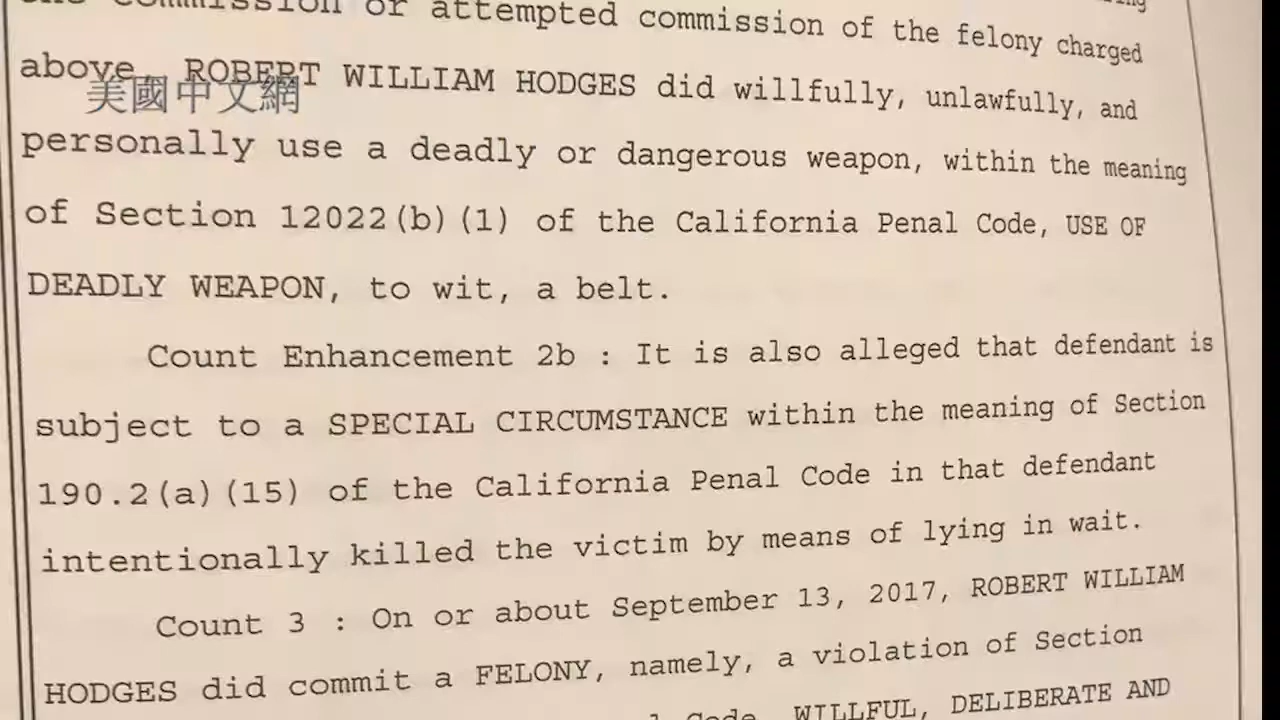 commission or attempted commission of the felony charged
above, ROBERT WILLIAM HODGES did willfully, unlawfully, and
美國中文網
personally use a deadly or dangerous weapon, within the meaning
of Section 12022(b)(1) of the California Penal Code, USE OF
DEADLY WEAPON, to wit, a belt.
Count Enhancement 2b : It is also alleged that defendant is
subject to a SPECIAL CIRCUMSTANCE within the meaning of Section
190.2(a)(15) of the California Penal Code in that defendant
intentionally killed the victim by means of lying in wait.
Count 3 : On or about September 13, 2017, ROBERT WILLIAM
HODGES did commit a FELONY, namely, a violation of Section
Code, WILLFUL, DELIBERATE AND